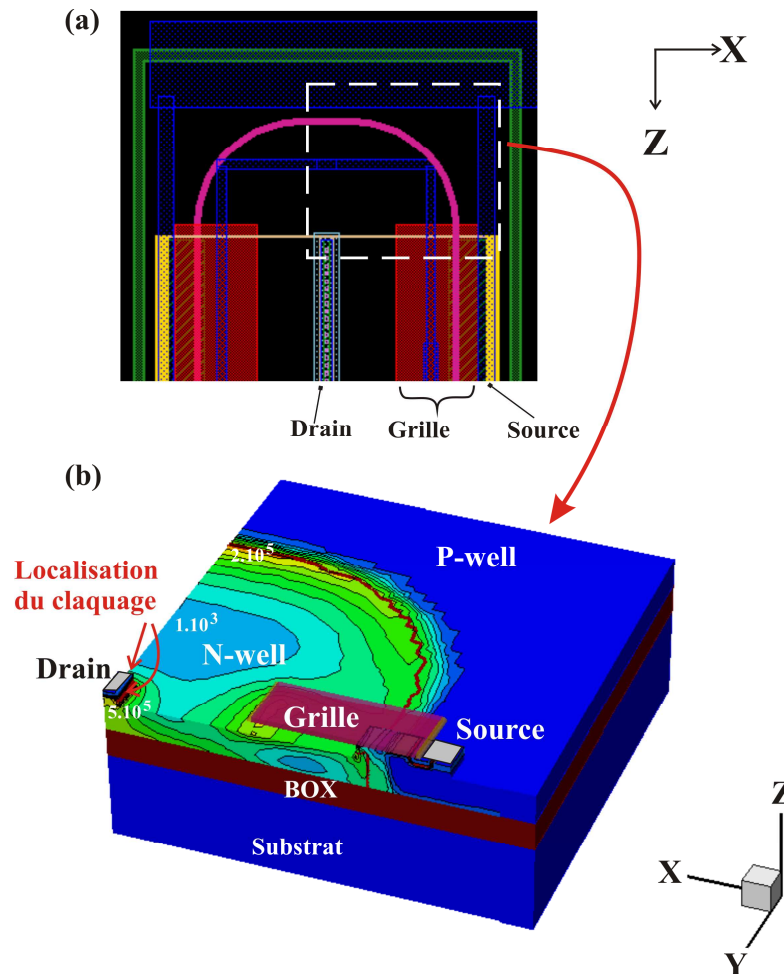 (a)
X
Z
Drain
Grille
Source
(b)
P-well
2.10⁵
Localisation
du claquage
1.10³
N-well
Drain
5.10⁵
Grille
Source
BOX
Substrat
Z
X
Y